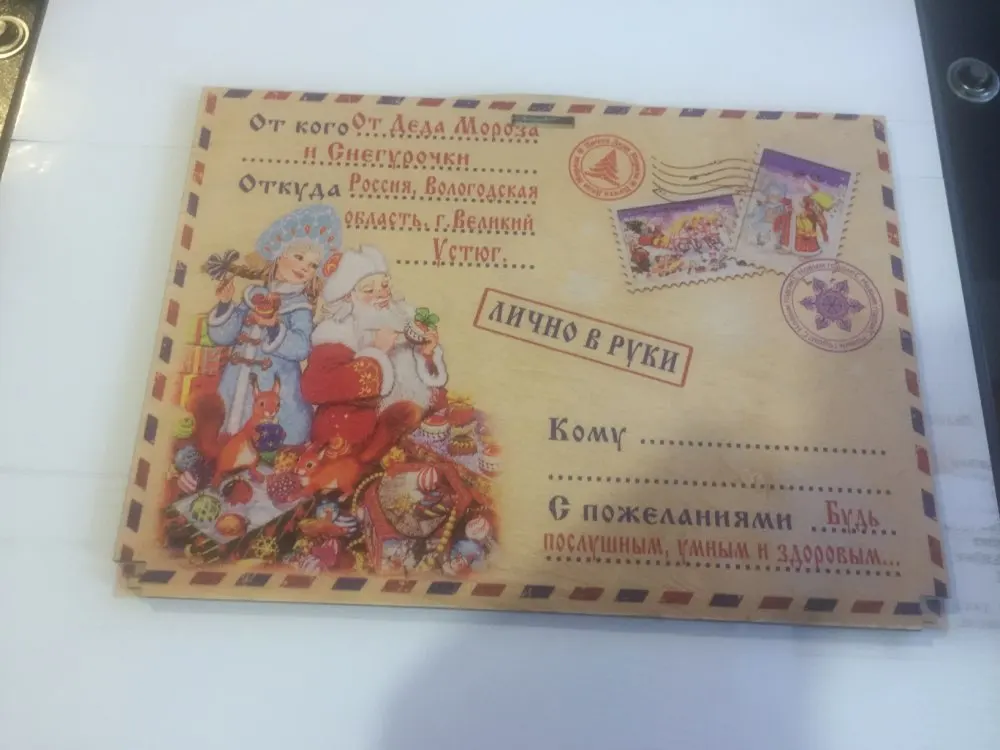 От кого От Деда Мороза
и Снегурочки
Откуда Россия, Вологодская
область, г. Великий
Устюг.
ЛИЧНО В РУКИ
Кому
С пожеланиями Будь
послушным, умным и здоровым...